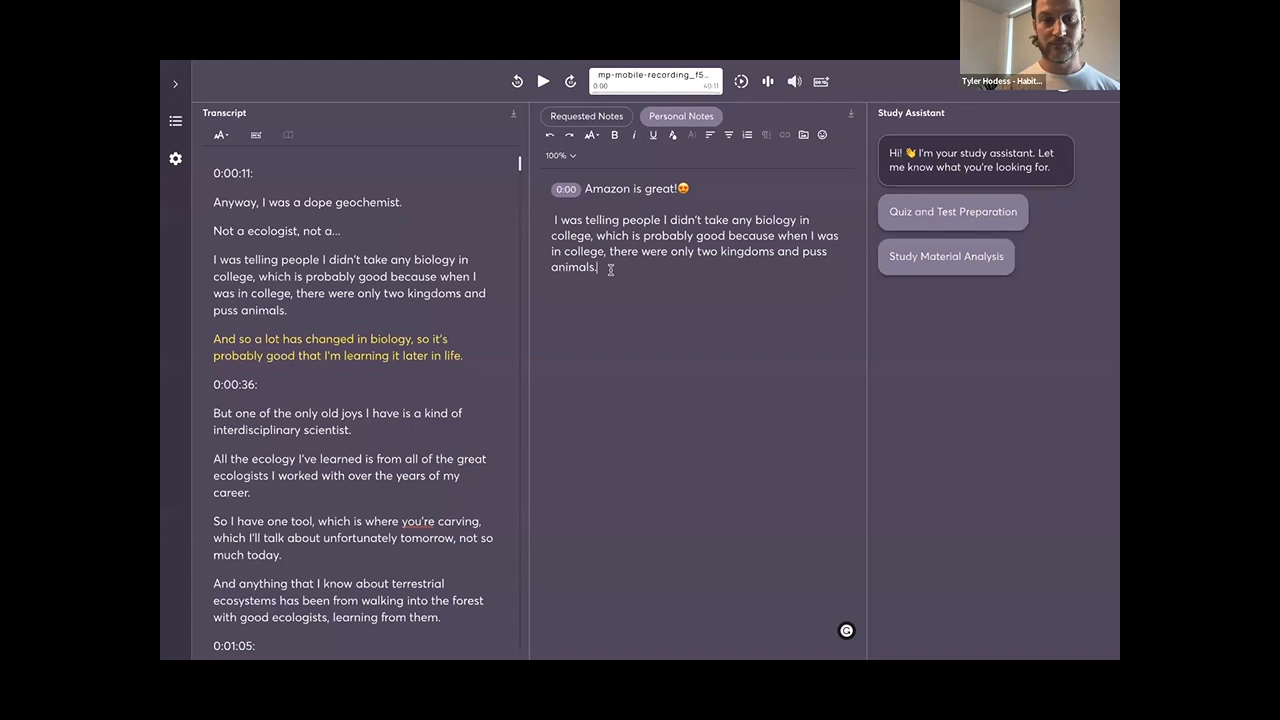 mp-mobile-recording_f5...
0:00 40:11
Tyler Hodess - Habit...
Transcript
0:00:11:
Anyway, I was a dope geochemist.
Not a ecologist, not a...
I was telling people I didn't take any biology in
college, which is probably good because when I
was in college, there were only two kingdoms and
puss animals.
And so a lot has changed in biology, so it's
probably good that I'm learning it later in life.
0:00:36:
But one of the only old joys I have is a kind of
interdisciplinary scientist.
All the ecology I've learned is from all of the great
ecologists I worked with over the years of my
career.
So I have one tool, which is where you're carving,
which I'll talk about unfortunately tomorrow, not so
much today.
And anything that I know about terrestrial
ecosystems has been from walking into the forest
with good ecologists, learning from them.
0:01:05:
Requested Notes Personal Notes
100%
0:00 Amazon is great!😍
I was telling people I didn't take any biology in
college, which is probably good because when I was
in college, there were only two kingdoms and puss
animals.
Study Assistant
Hi! 👋 I'm your study assistant. Let
me know what you're looking for.
Quiz and Test Preparation
Study Material Analysis